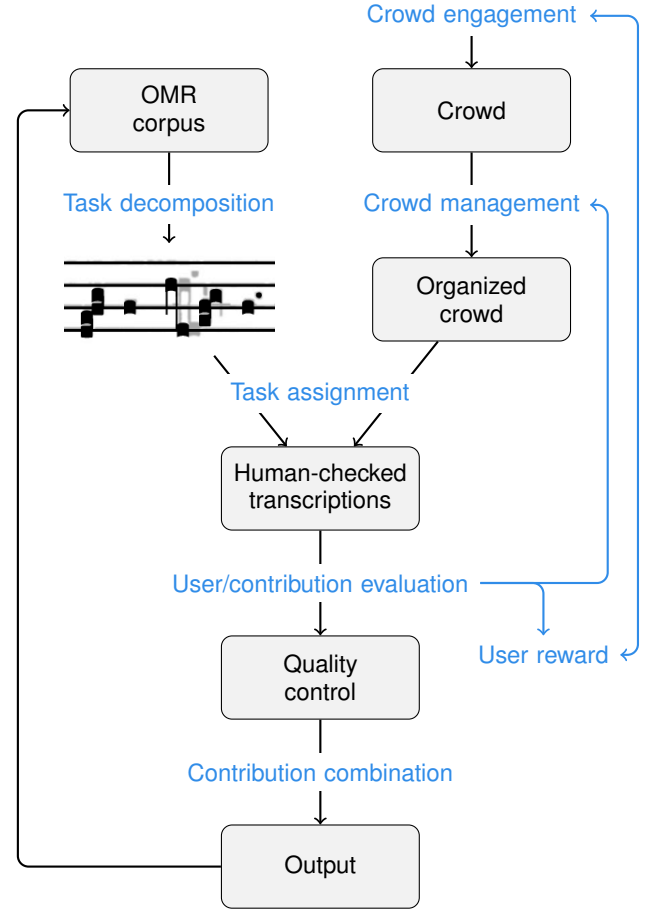 Crowd engagement
OMR
corpus
Crowd
Task decomposition
Crowd management
Organized
crowd
Task assignment
Human-checked
transcriptions
User/contribution evaluation
User reward
Quality
control
Contribution combination
Output